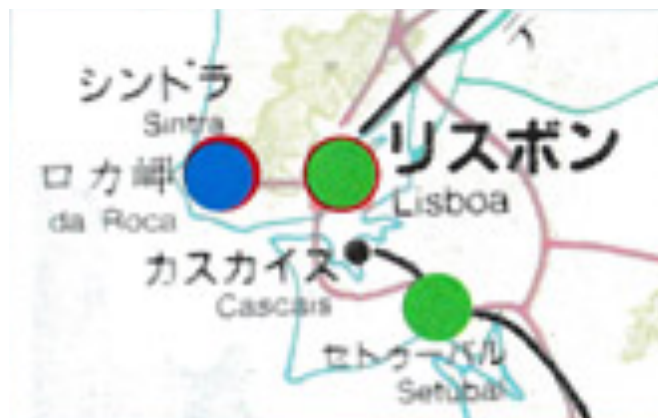 シンドラ
Sintra
ロカ岬
da Roca
リスボン
Lisboa
カスカイス
Cascais
セトゥーバル
Setubal